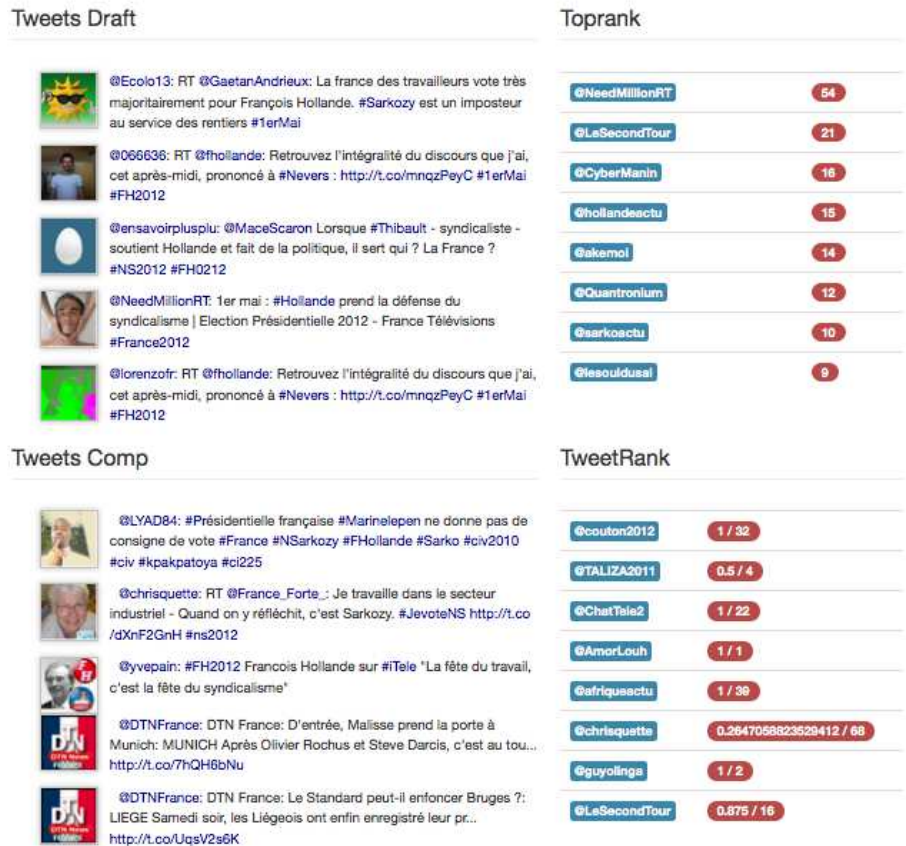 Tweets Draft
@Ecolo13: RT @GaetanAndrieux: La france des travailleurs vote très
majoritairement pour François Hollande. #Sarkozy est un imposteur
au service des rentiers #1erMai
@066636: RT @fhollande: Retrouvez l'intégralité du discours que j'ai,
cet après-midi, prononcé à #Nevers : http://t.co/mnqzPeyC #1erMai
#FH2012
@ensavoirplusplu: @MaceScaron Lorsque #Thibault - syndicaliste -
soutient Hollande et fait de la politique, il sert qui ? La France ?
#NS2012 #FH0212
@NeedMillionRT: 1er mai : #Hollande prend la défense du
syndicalisme | Election Présidentielle 2012 - France Télévisions
#France2012
@lorenzofr: RT @fhollande: Retrouvez l'intégralité du discours que j'ai,
cet après-midi, prononcé à #Nevers : http://t.co/mnqzPeyC #1erMai
#FH2012
Toprank
@NeedMillionRT 54
@LeSecondTour 21
@CyberManin 16
@hollandeactu 15
@akemoi 14
@Quantronium 12
@sarkoactu 10
@lesouldusal 9
Tweets Comp
@LYAD84: #Présidentielle française #Marinelepen ne donne pas de
consigne de vote #France #NSarkozy #FHollande #Sarko #civ2010
#civ #kpakpatoya #ci225
@chrisquette: RT @France_Forte_: Je travaille dans le secteur
industriel - Quand on y réfléchit, c'est Sarkozy. #JevoteNS http://t.co
/dXnF2GnH #ns2012
@yvepain: #FH2012 Francois Hollande sur #iTele "La fête du travail,
c'est la fête du syndicalisme"
@DTNFrance: DTN France: D'entrée, Malisse prend la porte à
Munich: MUNICH Après Olivier Rochus et Steve Darcis, c'est au tou...
http://t.co/7hQH6bNu
@DTNFrance: DTN France: Le Standard peut-il enfoncer Bruges ?:
LIEGE Samedi soir, les Liégeois ont enfin enregistré leur pr...
http://t.co/UqsV2s6K
TweetRank
@couton2012 1 / 32
@TALIZA2011 0.5 / 4
@ChatTele2 1 / 22
@AmorLouh 1 / 1
@afriqueactu 1 / 39
@chrisquette 0.2647058823529412 / 68
@guyolinga 1 / 2
@LeSecondTour 0.875 / 16